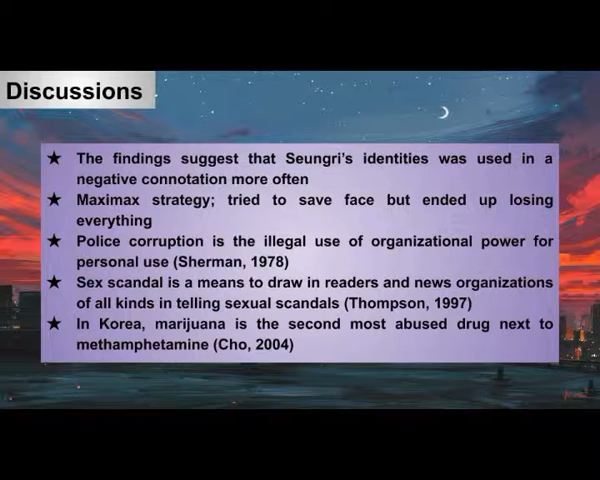 Discussions
★ The findings suggest that Seungri's identities was used in a
negative connotation more often
★ Maximax strategy; tried to save face but ended up losing
everything
★ Police corruption is the illegal use of organizational power for
personal use (Sherman, 1978)
★ Sex scandal is a means to draw in readers and news organizations
of all kinds in telling sexual scandals (Thompson, 1997)
★ In Korea, marijuana is the second most abused drug next to
methamphetamine (Cho, 2004)